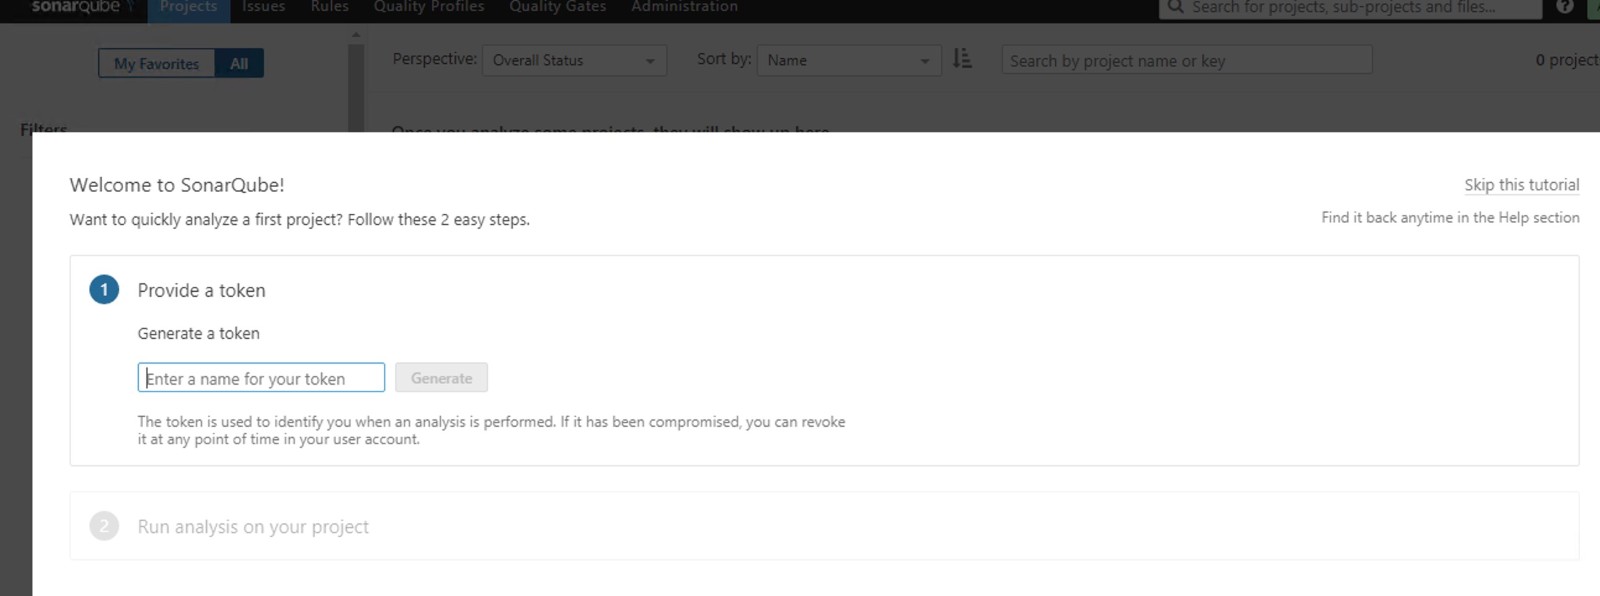 sonarqube Projects Issues Rules Quality Profiles Quality Gates Administration Search for projects, sub-projects and files... ?
My Favorites All Perspective: Overall Status Sort by: Name Search by project name or key 0 project
Filters Once you analyze some projects, they will show up here.
Welcome to SonarQube! Skip this tutorial
Want to quickly analyze a first project? Follow these 2 easy steps. Find it back anytime in the Help section
1 Provide a token
Generate a token
Enter a name for your token Generate
The token is used to identify you when an analysis is performed. If it has been compromised, you can revoke
it at any point of time in your user account.
2 Run analysis on your project